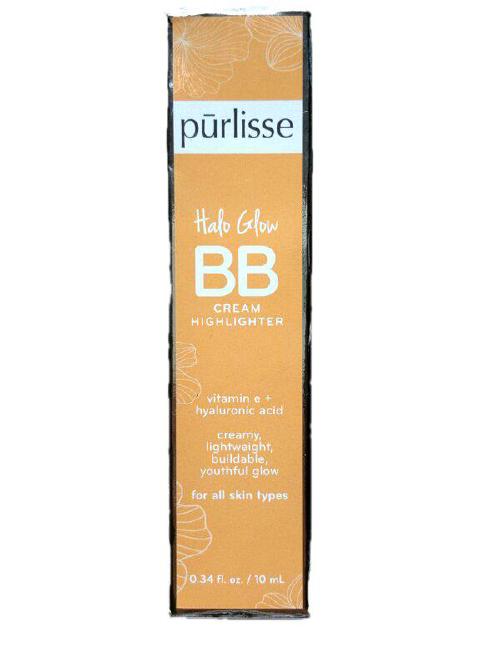 pūrlisse
Halo Glow
BB
CREAM
HIGHLIGHTER
vitamin e +
hyaluronic acid
creamy,
lightweight,
buildable,
youthful glow
for all skin types
0.34 fl. oz. / 10 mL